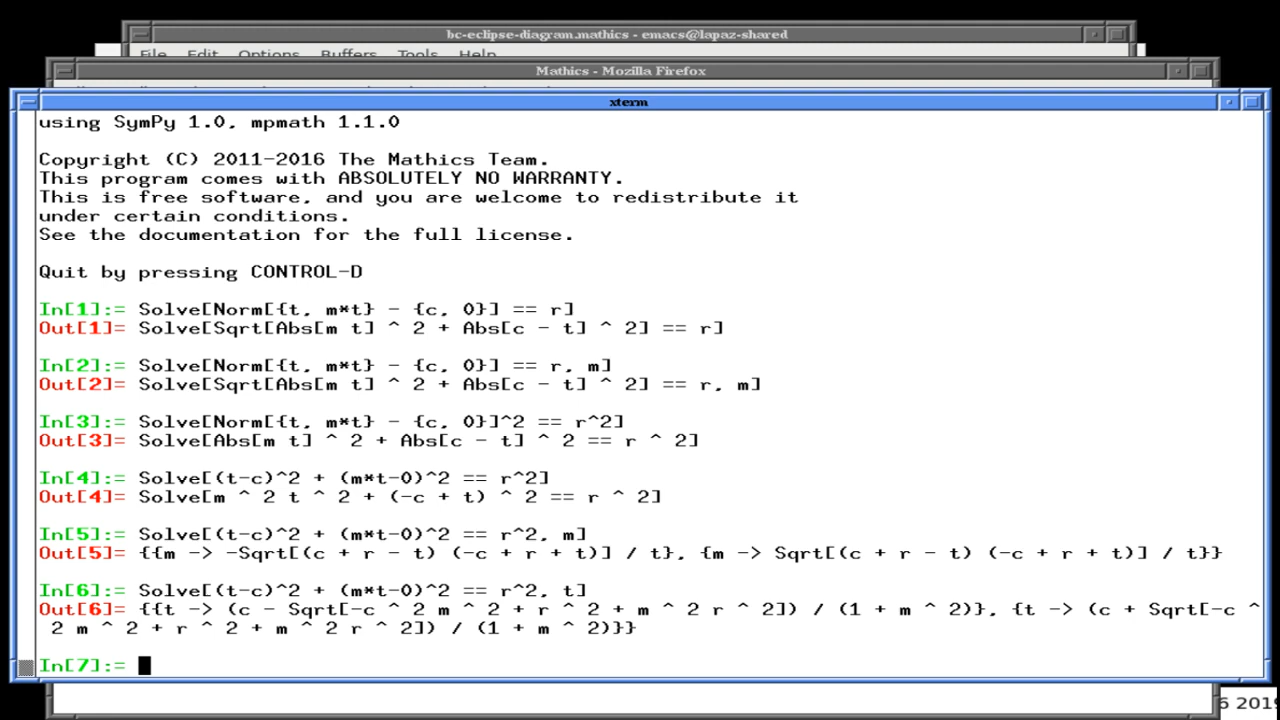 bc-eclipse-diagram.mathics - emacs@lapaz-shared
File Edit Options Buffers Tools Help
Mathics - Mozilla Firefox
xterm
using SymPy 1.0, mpmath 1.1.0
Copyright (C) 2011-2016 The Mathics Team.
This program comes with ABSOLUTELY NO WARRANTY.
This is free software, and you are welcome to redistribute it
under certain conditions.
See the documentation for the full license.
Quit by pressing CONTROL-D
In[1]:= Solve[Norm[{t, m*t} - {c, 0}] == r]
Out[1]= Solve[Sqrt[Abs[m t] ^ 2 + Abs[c - t] ^ 2] == r]
In[2]:= Solve[Norm[{t, m*t} - {c, 0}] == r, m]
Out[2]= Solve[Sqrt[Abs[m t] ^ 2 + Abs[c - t] ^ 2] == r, m]
In[3]:= Solve[Norm[{t, m*t} - {c, 0}]^2 == r^2]
Out[3]= Solve[Abs[m t] ^ 2 + Abs[c - t] ^ 2 == r ^ 2]
In[4]:= Solve[(t-c)^2 + (m*t-0)^2 == r^2]
Out[4]= Solve[m ^ 2 t ^ 2 + (-c + t) ^ 2 == r ^ 2]
In[5]:= Solve[(t-c)^2 + (m*t-0)^2 == r^2, m]
Out[5]= {{m -> -Sqrt[(c + r - t) (-c + r + t)] / t}, {m -> Sqrt[(c + r - t) (-c + r + t)] / t}}
In[6]:= Solve[(t-c)^2 + (m*t-0)^2 == r^2, t]
Out[6]= {{t -> (c - Sqrt[-c ^ 2 m ^ 2 + r ^ 2 + m ^ 2 r ^ 2]) / (1 + m ^ 2)}, {t -> (c + Sqrt[-c ^
2 m ^ 2 + r ^ 2 + m ^ 2 r ^ 2]) / (1 + m ^ 2)}}
In[7]:=